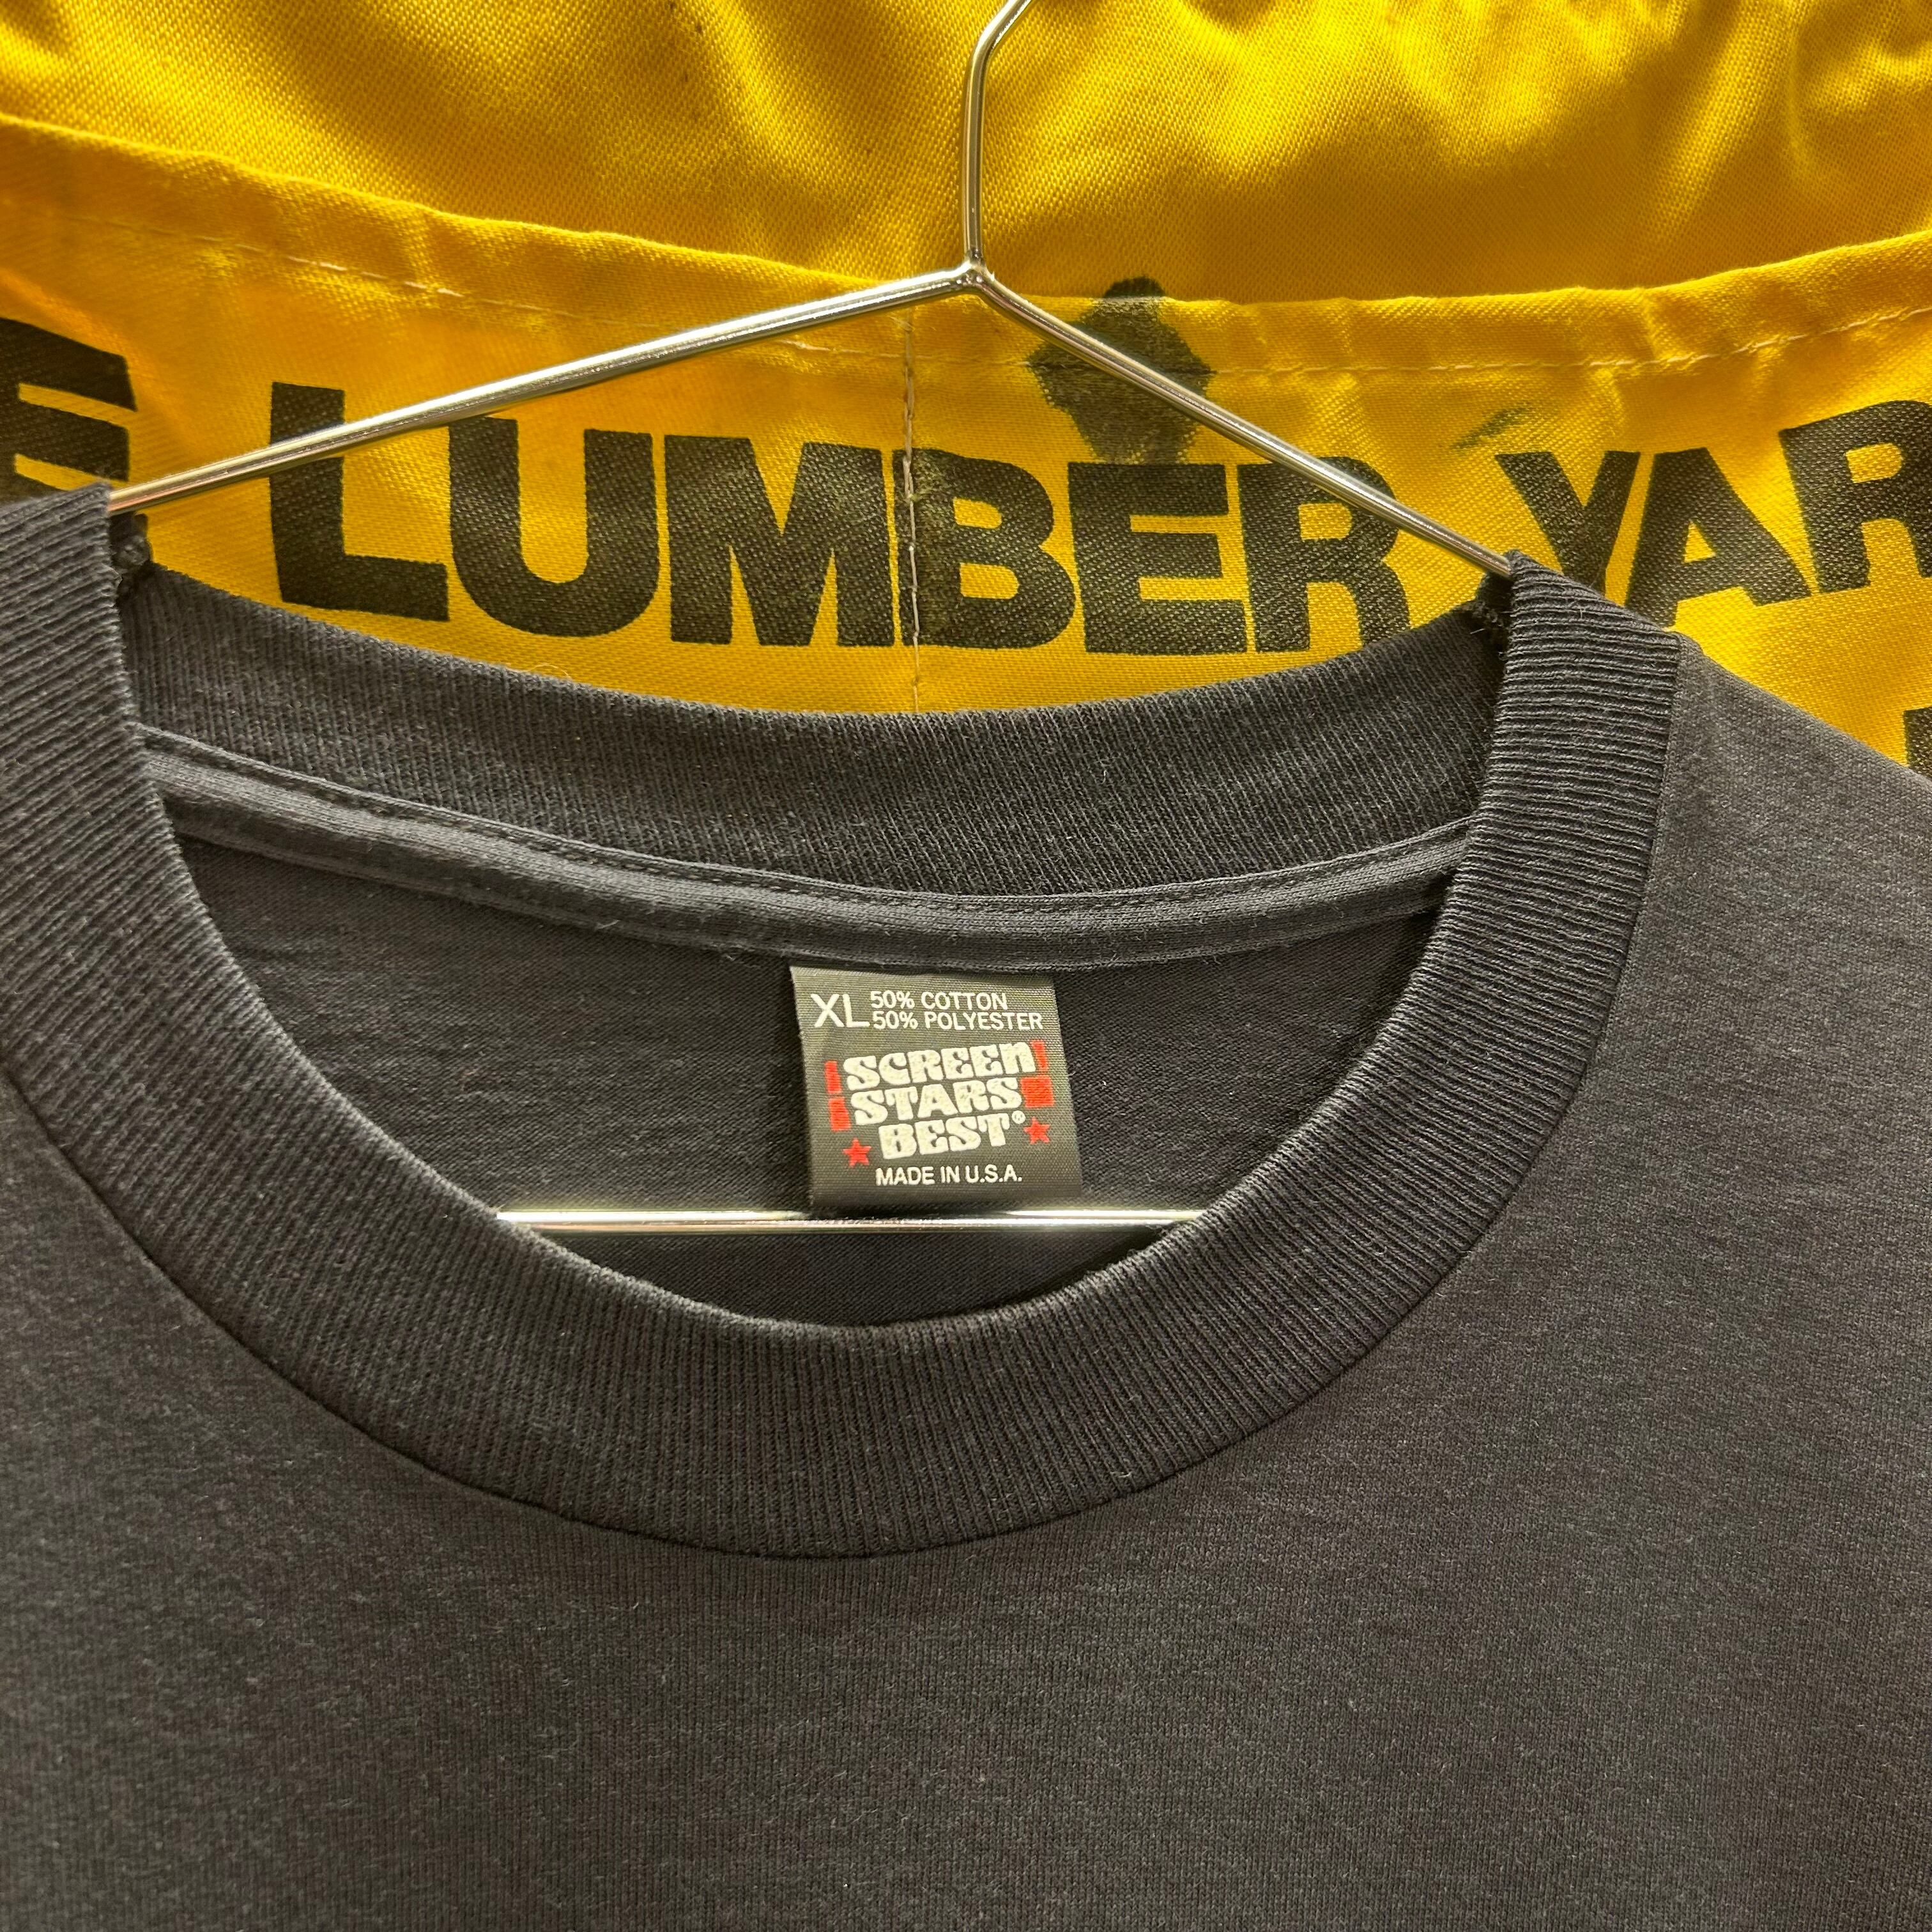 LUMBER YAR
XL 50% COTTON
50% POLYESTER
SCREEN
STARS
BEST®
MADE IN U.S.A.